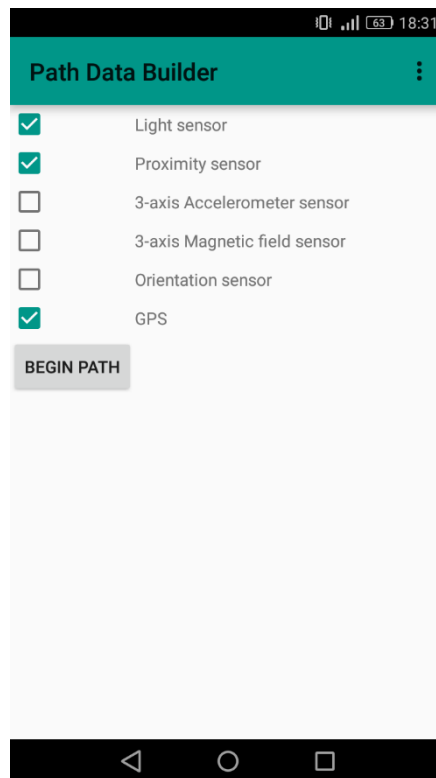 63 18:31
Path Data Builder
Light sensor
Proximity sensor
3-axis Accelerometer sensor
3-axis Magnetic field sensor
Orientation sensor
GPS
BEGIN PATH